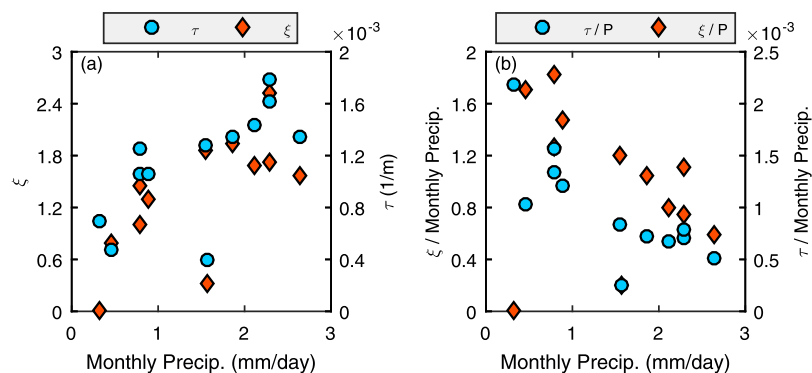 τ ξ
×10⁻³
(a)
3
2.4
1.8
1.2
0.6
0
ξ
2
1.6
1.2
0.8
0.4
0
τ (1/m)
0 1 2 3
Monthly Precip. (mm/day)
τ / P ξ / P
×10⁻³
(b)
2
1.6
1.2
0.8
0.4
0
ξ / Monthly Precip.
2.5
2
1.5
1
0.5
0
τ / Monthly Precip.
0 1 2 3
Monthly Precip. (mm/day)